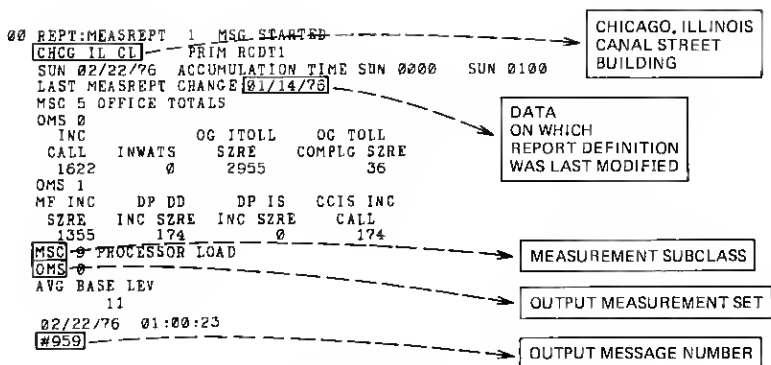 00 REPT:MEASREPT 1 MSG STARTED
CHCG IL CL PRIM RCDT1
SUN 02/22/76 ACCUMULATION TIME SUN 0000 SUN 0100
LAST MEASREPT CHANGE 01/14/76
MSC 5 OFFICE TOTALS
OMS 0
INC OG ITOLL OG TOLL
CALL INWATS SZRE COMPLG SZRE
1622 0 2955 36
OMS 1
MF INC DP DD DP IS CCIS INC
SZRE INC SZRE INC SZRE CALL
1355 174 0 174
MSC 9 PROCESSOR LOAD
OMS 0
AVG BASE LEV
11
02/22/76 01:00:23
#959
CHICAGO, ILLINOIS
CANAL STREET
BUILDING
DATA
ON WHICH
REPORT DEFINITION
WAS LAST MODIFIED
MEASUREMENT SUBCLASS
OUTPUT MEASUREMENT SET
OUTPUT MESSAGE NUMBER